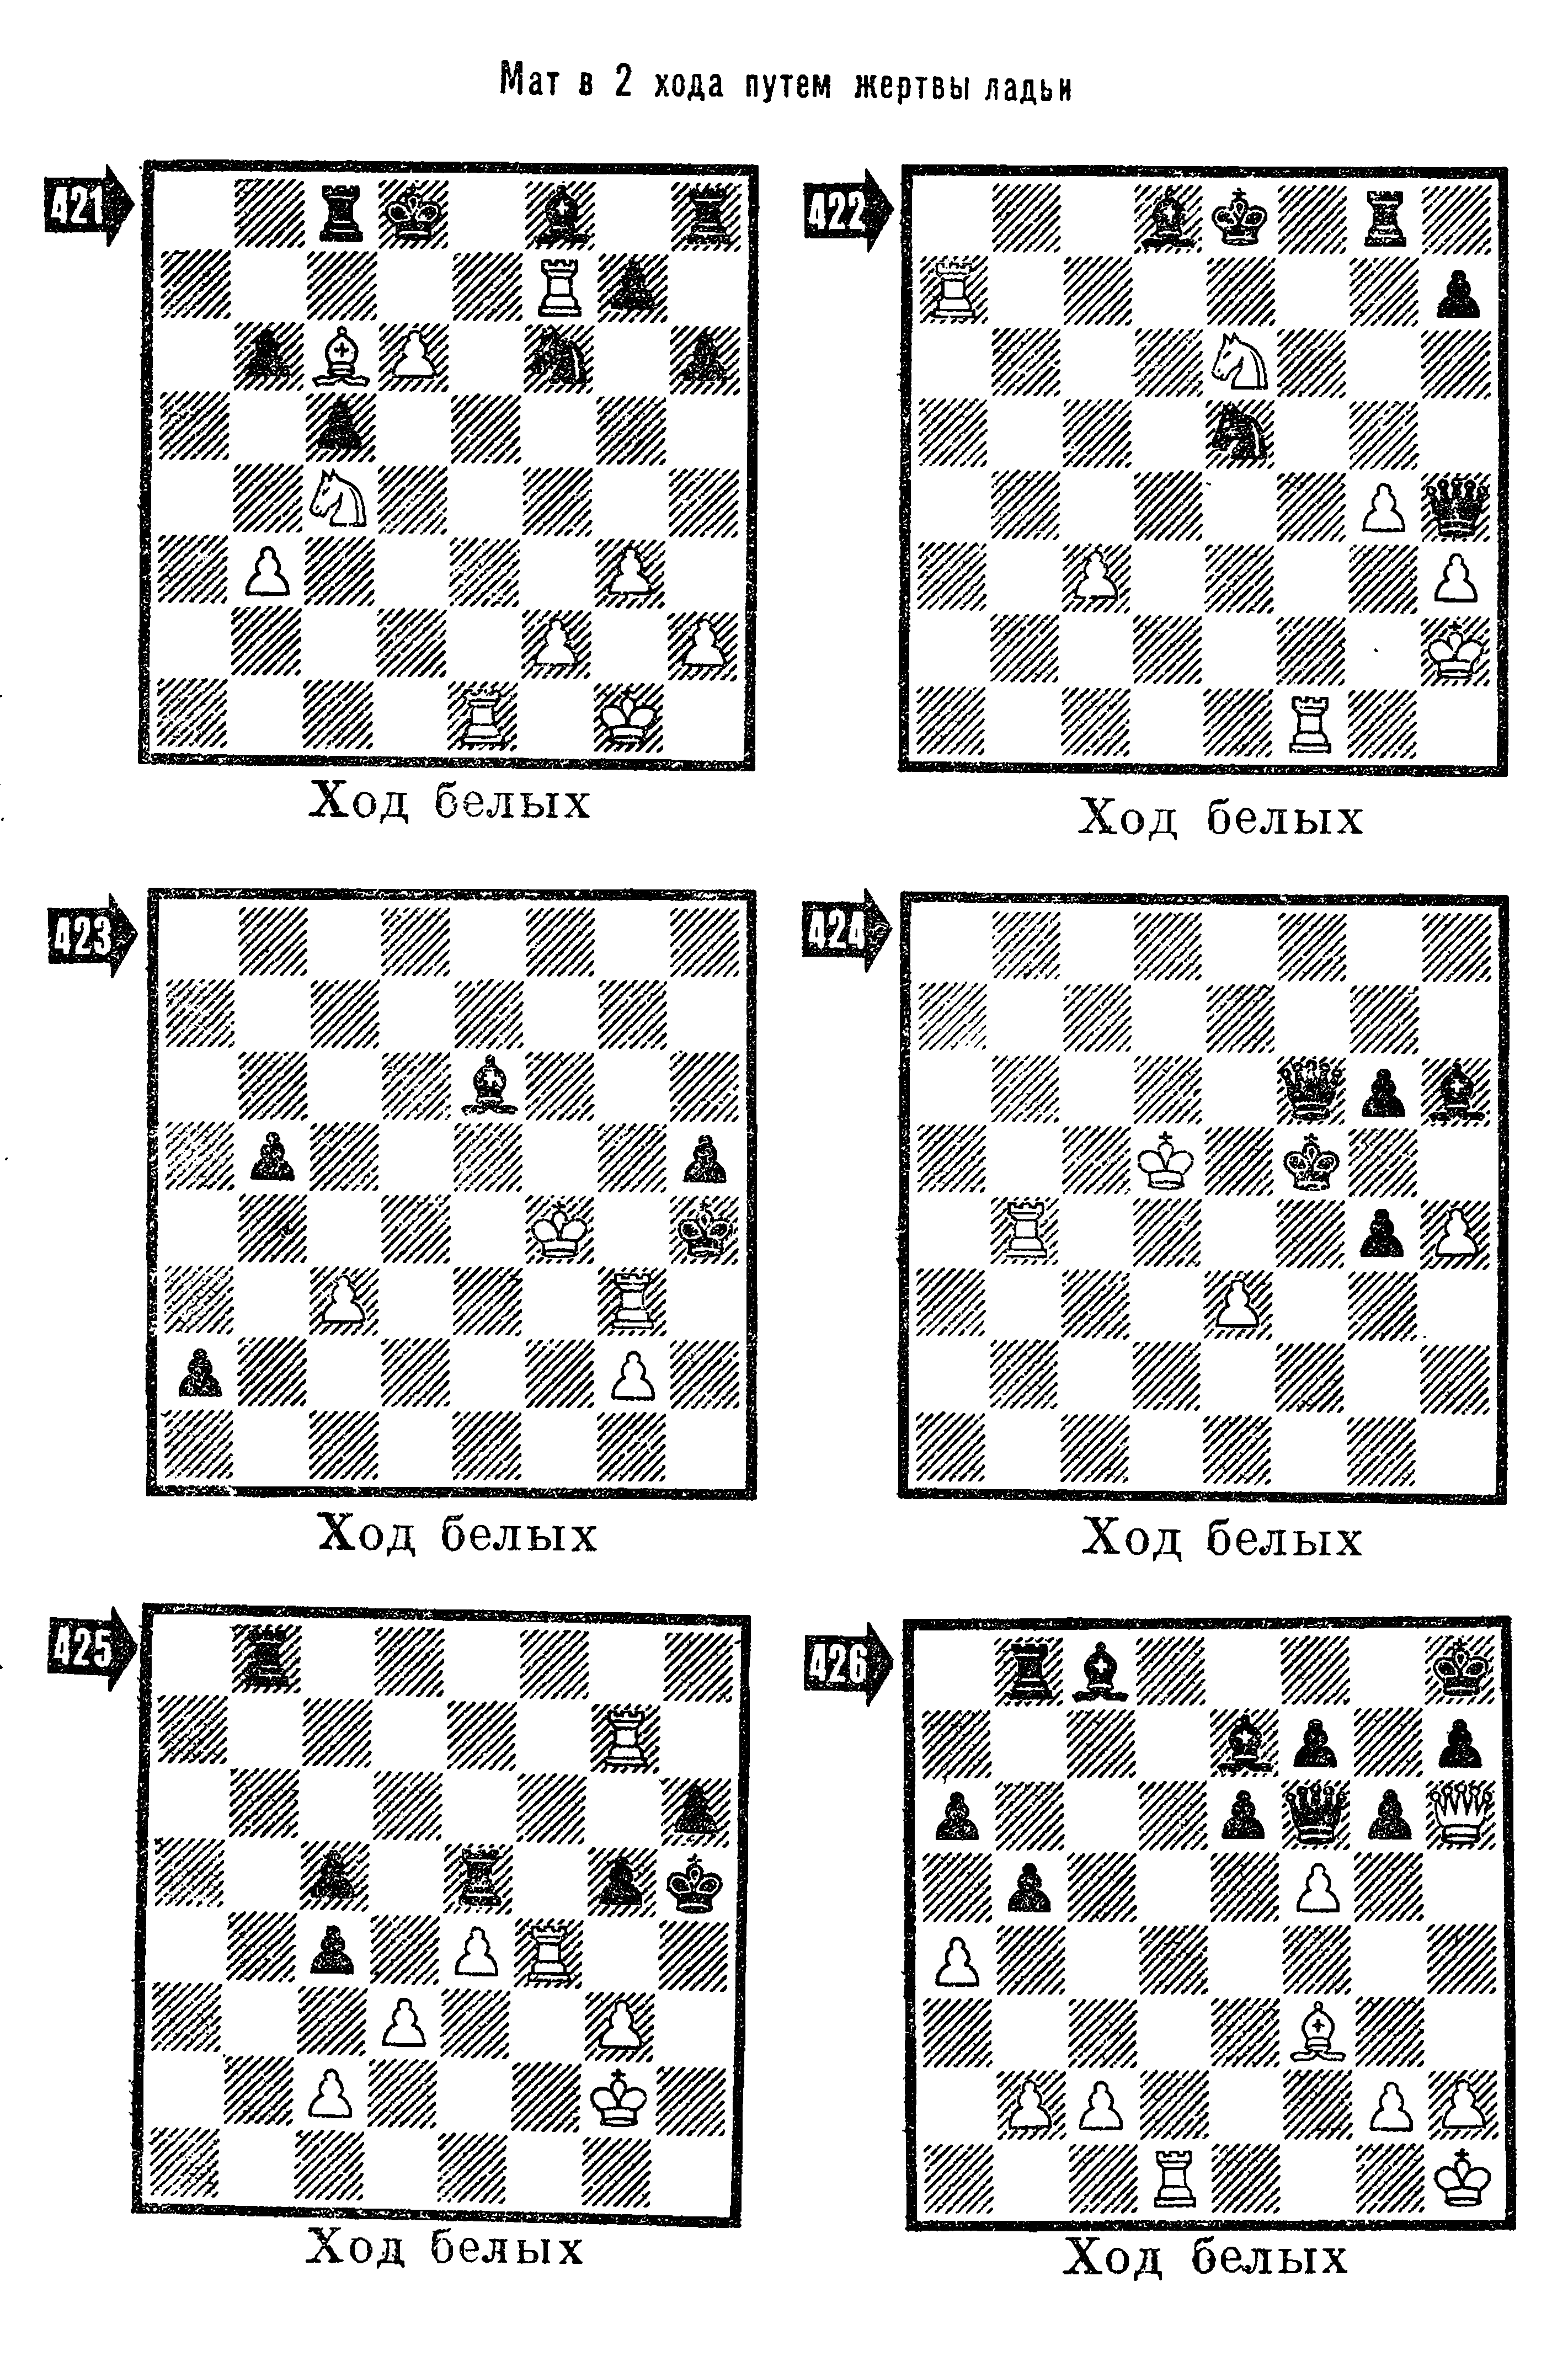 Мат в 2 хода путем жертвы ладьи
421
422
Ход белых
Ход белых
423
424
Ход белых
Ход белых
425
426
Ход белых
Ход белых